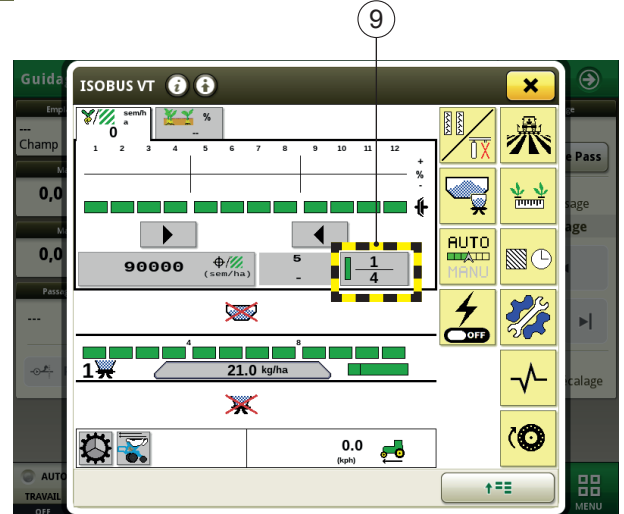 9
Guida
ISOBUS VT
Empl
---
Champ
0,0
0,0
Passa
---
sem/h
a
0
%
--
1 2 3 4 5 6 7 8 9 10 11 12
+
%
-
90000
(sem/ha)
5
-
1
4
4 8
1
21.0 kg/ha
0.0
(kph)
AUTO
MANU
OFF
e Pass
sage
age
calage
AUTO
TRAVAIL
OFF
MENU